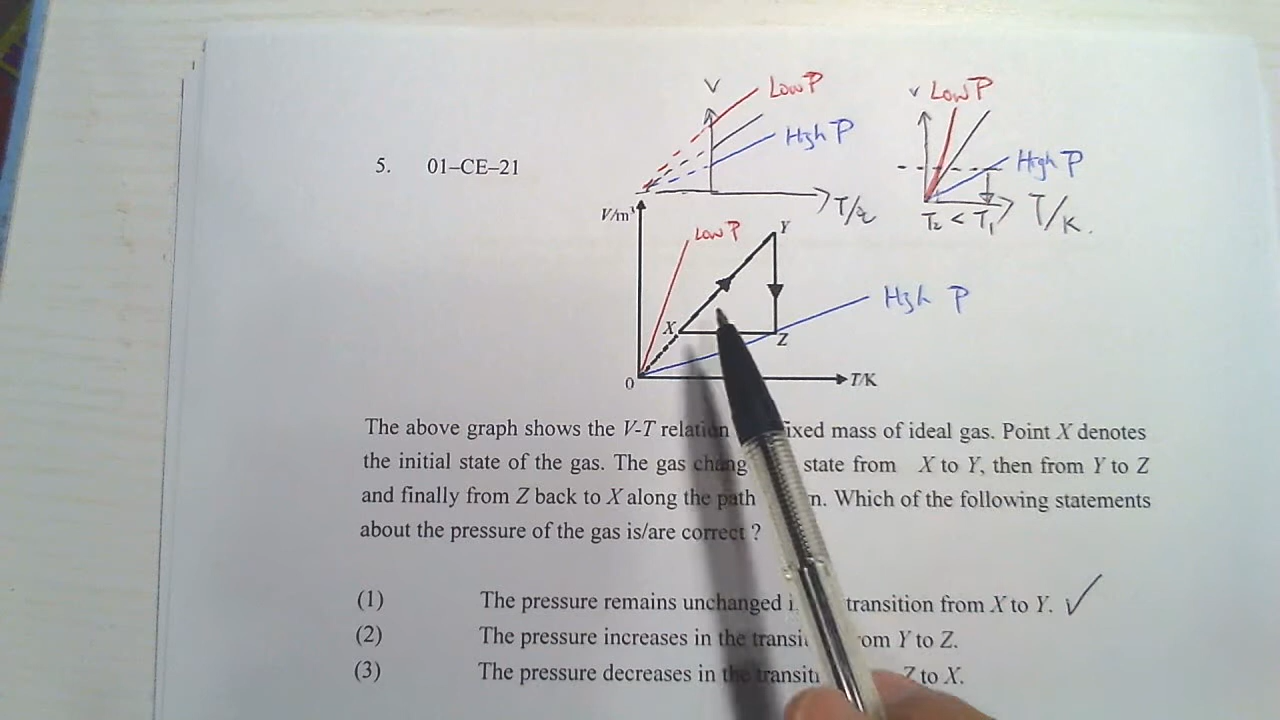 V
Low P
High P
T/℃
V Low P
High P
T₂ < T₁
T/K.
5. 01–CE–21
V/m³
Low P
Y
High P
X
Z
0
T/K
The above graph shows the V-T relation ixed mass of ideal gas. Point X denotes
the initial state of the gas. The gas chang state from X to Y, then from Y to Z
and finally from Z back to X along the path n. Which of the following statements
about the pressure of the gas is/are correct ?
(1) The pressure remains unchanged i transition from X to Y. ✓
(2) The pressure increases in the transi om Y to Z.
(3) The pressure decreases in the transiti Z to X.